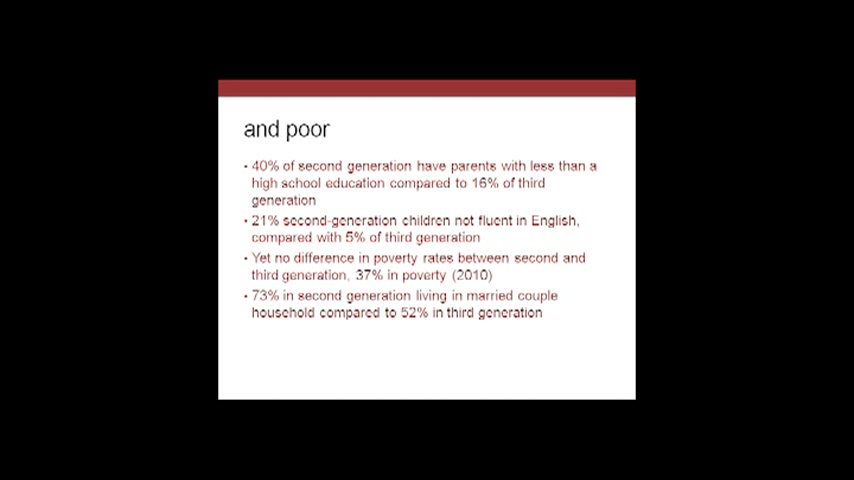 and poor
• 40% of second generation have parents with less than a
high school education compared to 16% of third
generation
• 21% second-generation children not fluent in English,
compared with 5% of third generation
• Yet no difference in poverty rates between second and
third generation, 37% in poverty (2010)
• 73% in second generation living in married couple
household compared to 52% in third generation